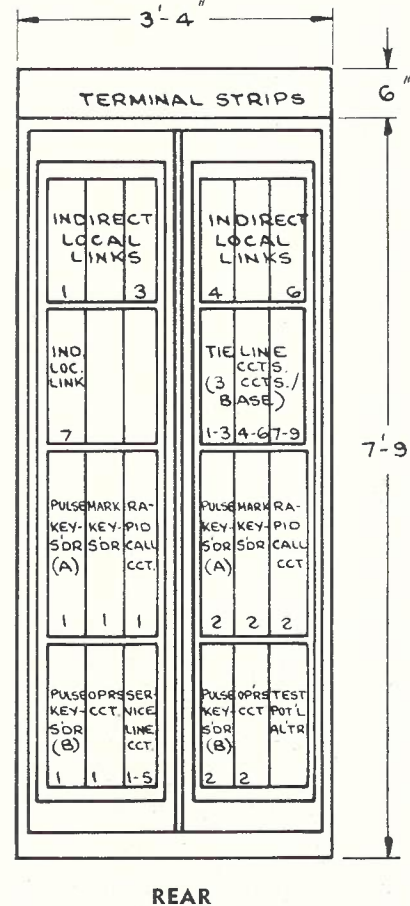 3'-4"
6"
TERMINAL STRIPS
INDIRECT
LOCAL
LINKS
1 3
INDIRECT
LOCAL
LINKS
4 6
7'-9
IND.
LOC.
LINK
7
TIE LINE
CCTS.
(3 CCTS./
BASE)
1-3 4-6 7-9
PULSE
KEY-
S'DR
(A)
1
MARK
KEY-
S'DR
1
RA-
PID
CALL
CCT.
1
PULSE
KEY-
S'DR
(A)
2
MARK
KEY-
S'DR
2
RA-
PID
CALL
CCT
2
PULSE
KEY-
S'DR
(B)
1
OPRS
CCT.
1
SER-
VICE
LINE
CCT.
1-5
PULSE
KEY-
S'DR
(B)
2
OP'RS
CCT
2
TEST
POT'L
AL'TR
REAR